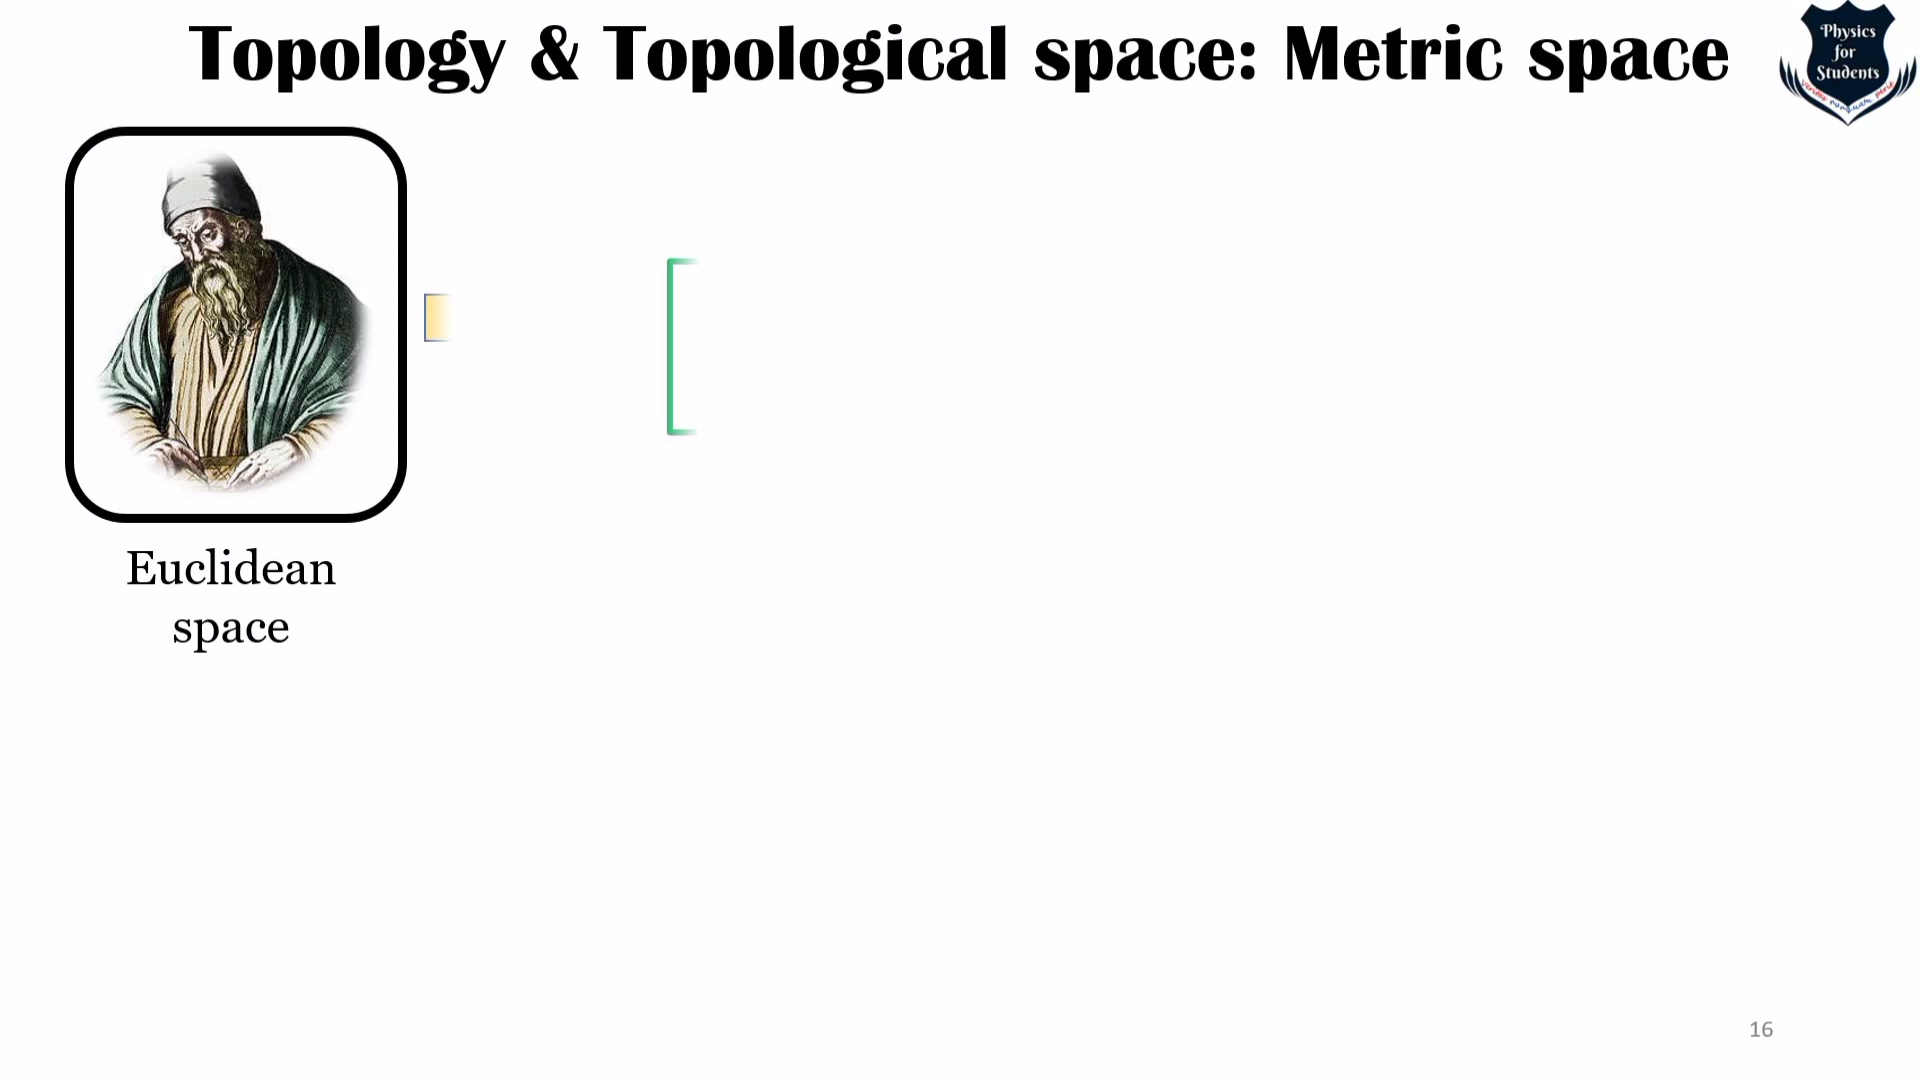 Topology & Topological space: Metric space
Physics
for
Students
Euclidean
space
16